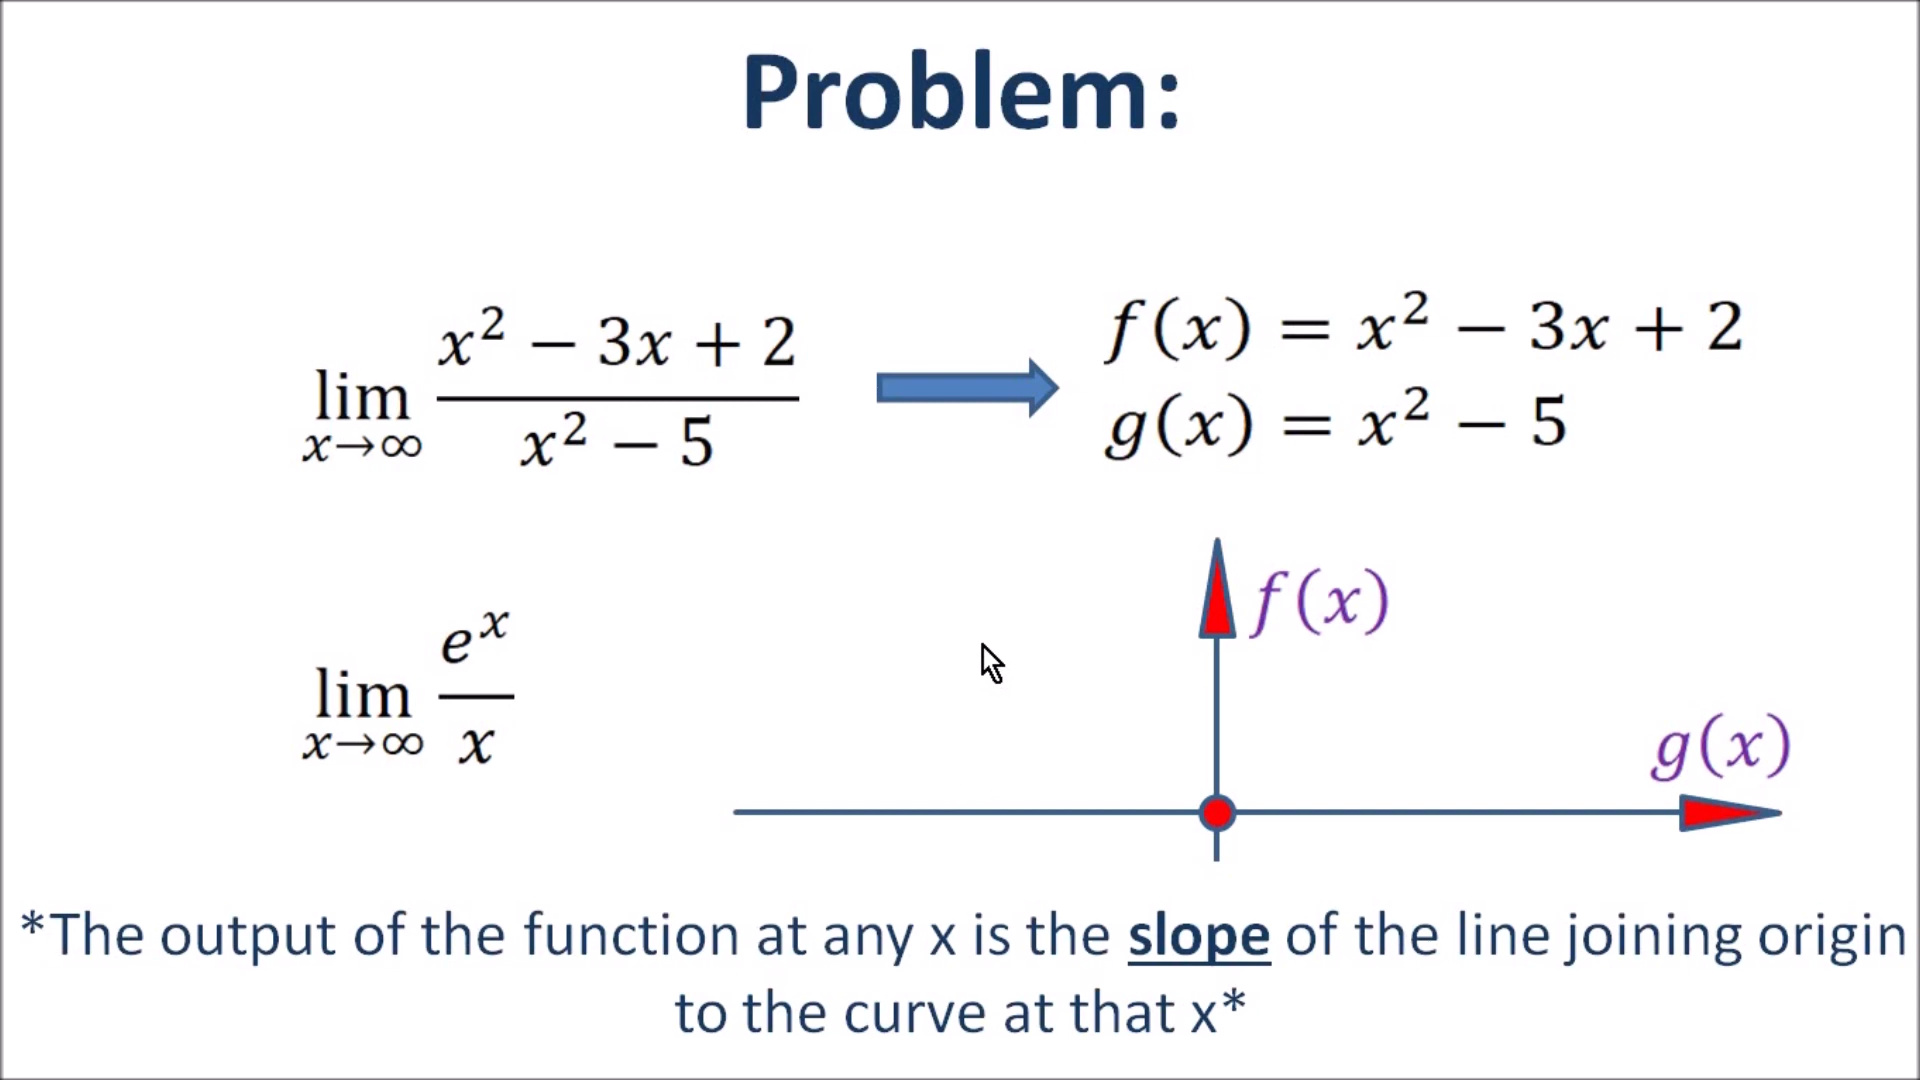 Problem:
lim x→∞ (x² − 3x + 2)/(x² − 5)
f(x) = x² − 3x + 2
g(x) = x² − 5
lim x→∞ eˣ/x
f(x)
g(x)
*The output of the function at any x is the slope of the line joining origin
to the curve at that x*